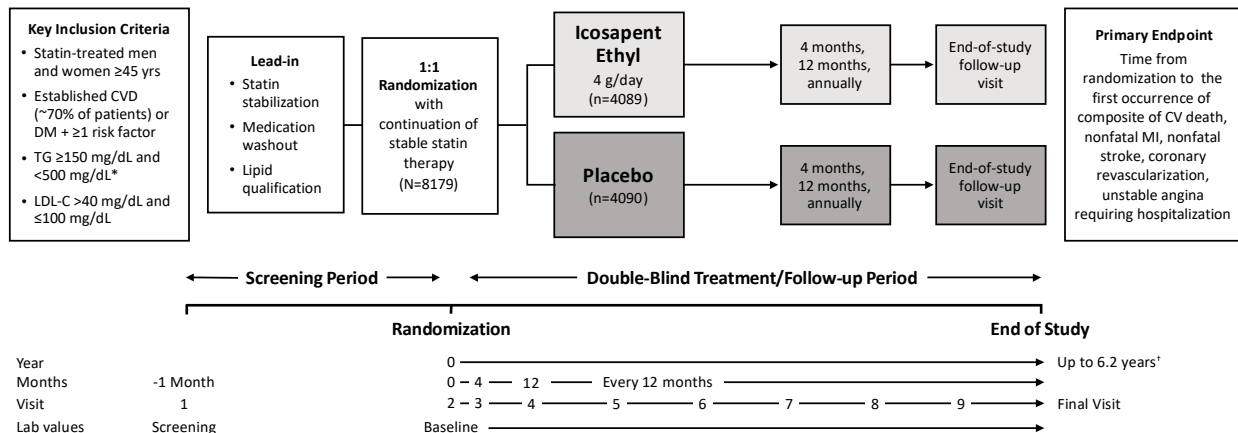 Key Inclusion Criteria
• Statin-treated men
and women ≥45 yrs
• Established CVD
(~70% of patients) or
DM + ≥1 risk factor
• TG ≥150 mg/dL and
<500 mg/dL*
• LDL-C >40 mg/dL and
≤100 mg/dL
Lead-in
• Statin
stabilization
• Medication
washout
• Lipid
qualification
1:1
Randomization
with
continuation of
stable statin
therapy
(N=8179)
Icosapent
Ethyl
4 g/day
(n=4089)
4 months,
12 months,
annually
End-of-study
follow-up
visit
Placebo
(n=4090)
4 months,
12 months,
annually
End-of-study
follow-up
visit
Primary Endpoint
Time from
randomization to the
first occurrence of
composite of CV death,
nonfatal MI, nonfatal
stroke, coronary
revascularization,
unstable angina
requiring hospitalization
Screening Period
Double-Blind Treatment/Follow-up Period
Randomization
End of Study
Year 0 Up to 6.2 years†
Months -1 Month 0 4 12 Every 12 months
Visit 1 2 3 4 5 6 7 8 9 Final Visit
Lab values Screening Baseline